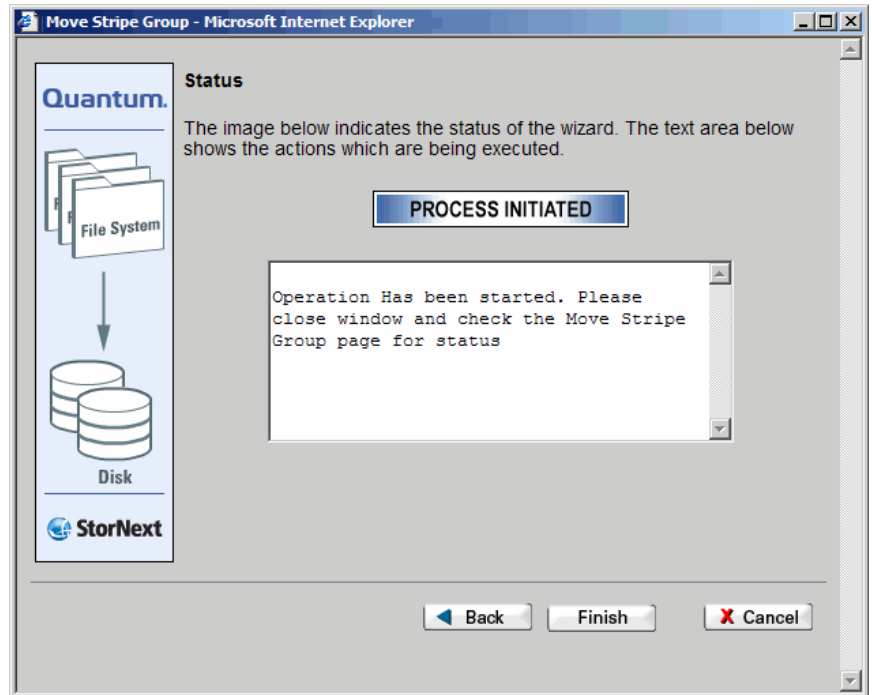 Move Stripe Group - Microsoft Internet Explorer
Quantum.
File System
Disk
StorNext
Status
The image below indicates the status of the wizard. The text area below
shows the actions which are being executed.
PROCESS INITIATED
Operation Has been started. Please
close window and check the Move Stripe
Group page for status
Back
Finish
X Cancel